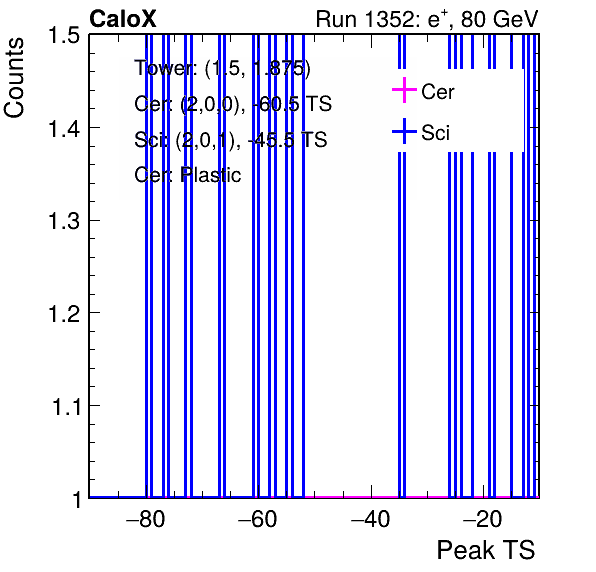 CaloX Run 1352: e+, 80 GeV
Counts
1.5
Tower: (1.5, 1.875)
Cer: (2,0,0), -60.5 TS
Sci: (2,0,1), -45.5 TS
Cer: Plastic
Cer
Sci
1.4
1.3
1.2
1.1
1
−80 −60 −40 −20
Peak TS